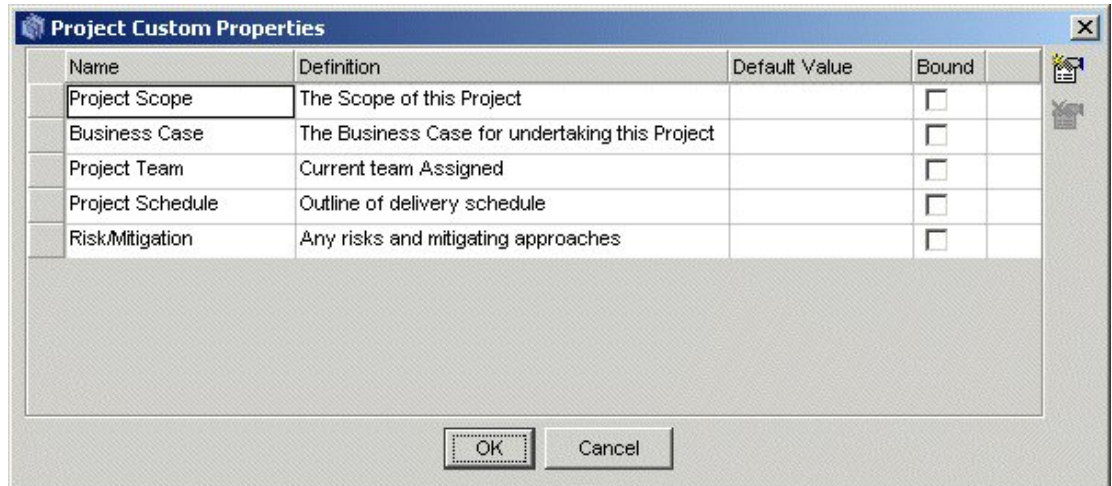 Project Custom Properties
Name Definition Default Value Bound
Project Scope The Scope of this Project
Business Case The Business Case for undertaking this Project
Project Team Current team Assigned
Project Schedule Outline of delivery schedule
Risk/Mitigation Any risks and mitigating approaches
OK Cancel